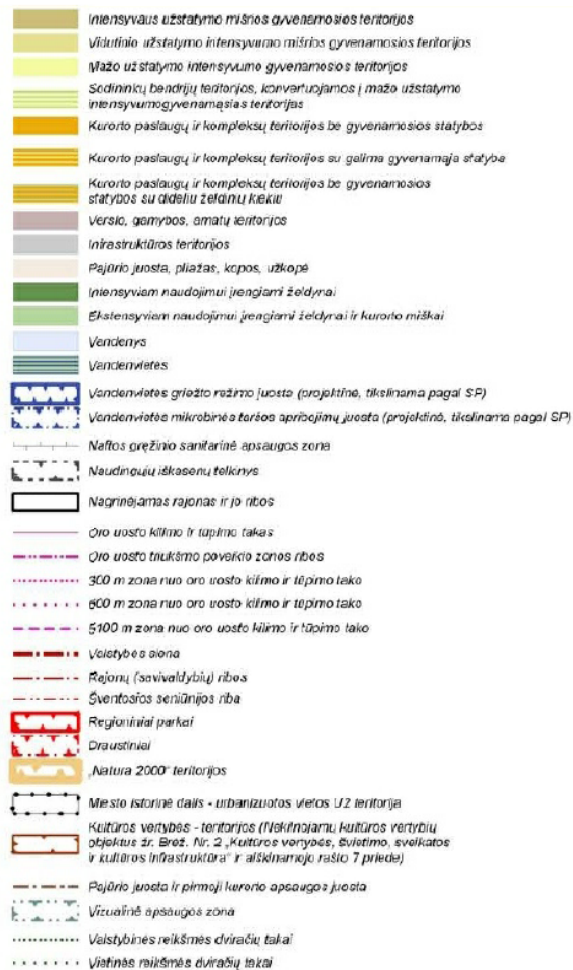 Intensyvaus užstatymo mišrios gyvenamosios teritorijos
Vidutinio užstatymo intensyvumo mišrios gyvenamosios teritorijos
Mažo užstatymo intensyvumo gyvenamosios teritorijos
Sodininkų bendrijų teritorijos, konvertuojamos į mažo užstatymo
intensyvumogyvenamąsias teritorijas
Kurorto paslaugų ir kompleksų teritorijos be gyvenamosios statybos
Kurorto paslaugų ir kompleksų teritorijos su galima gyvenamąja statyba
Kurorto paslaugų ir kompleksų teritorijos be gyvenamosios
statybos su dideliu želdinių kiekiu
Verslo, gamybos, amatų teritorijos
Infrastruktūros teritorijos
Pajūrio juosta, pliažas, kopos, užkopė
Intensyviam naudojimui įrengiami želdynai
Ekstensyviam naudojimui įrengiami želdynai ir kurorto miškai
Vandenys
Vandenvietės
Vandenvietės griežto režimo juosta (projektinė, tikslinama pagal SP)
Vandenvietės mikrobinės taršos apribojimų juosta (projektinė, tikslinama pagal SP)
Naftos gręžinio sanitarinė apsaugos zona
Naudingųjų iškasenų telkinys
Nagrinėjamas rajonas ir jo ribos
Oro uosto kilimo ir tūpimo takas
Oro uosto triukšmo poveikio zonos ribos
300 m zona nuo oro uosto kilimo ir tūpimo tako
600 m zona nuo oro uosto kilimo ir tūpimo tako
5100 m zona nuo oro uosto kilimo ir tūpimo tako
Valstybės siena
Rajonų (savivaldybių) ribos
Šventosios seniūnijos riba
Regioniniai parkai
Draustiniai
„Natura 2000" teritorijos
Miesto istorinė dalis - urbanizuotos vietos U2 teritorija
Kultūros vertybės - teritorijos (Nekilnojamų kultūros vertybių
objektus žr. Brėž. Nr. 2 „Kultūros vertybės, švietimo, sveikatos
ir kultūros infrastruktūra" ir aiškinamojo rašto 7 priede)
Pajūrio juosta ir pirmoji kurorto apsaugos juosta
Vizualinė apsaugos zona
Valstybinės reikšmės dviračių takai
Vietinės reikšmės dviračių takai